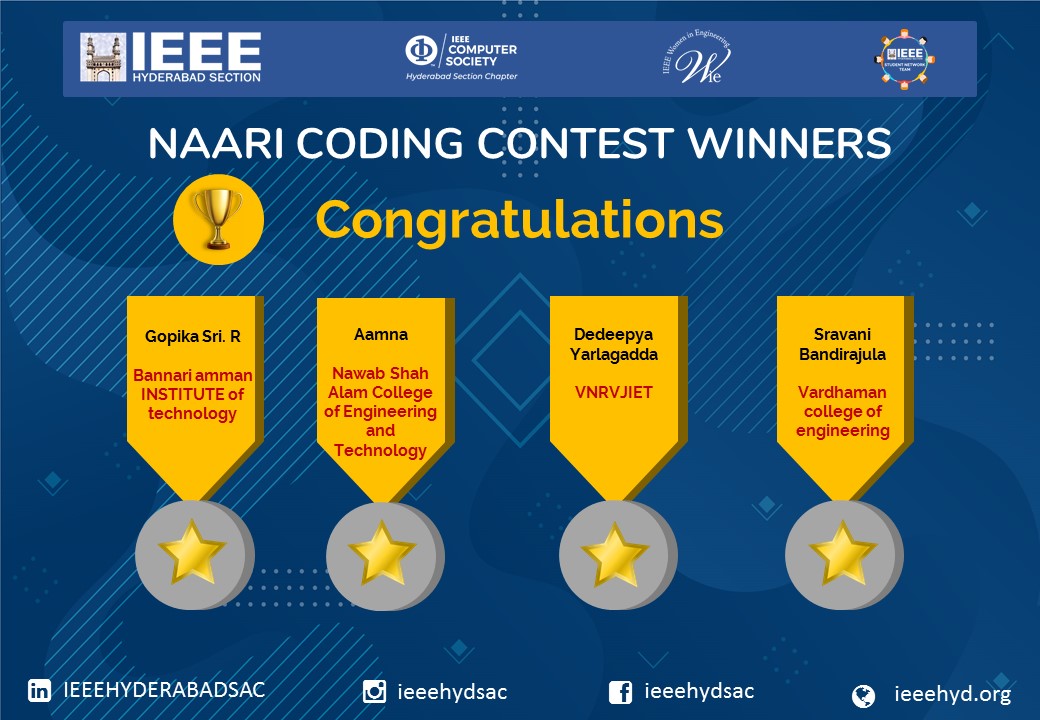 IEEE
HYDERABAD SECTION
IEEE
COMPUTER
SOCIETY
Hyderabad Section Chapter
IEEE Women in Engineering
Wie
IEEE
STUDENT NETWORK
TEAM
NAARI CODING CONTEST WINNERS
Congratulations
Gopika Sri. R
Bannari amman
INSTITUTE of
technology
Aamna
Nawab Shah
Alam College
of Engineering
and
Technology
Dedeepya
Yarlagadda
VNRVJIET
Sravani
Bandirajula
Vardhaman
college of
engineering
IEEEHYDERABADSAC
ieeehydsac
ieeehydsac
ieeehyd.org